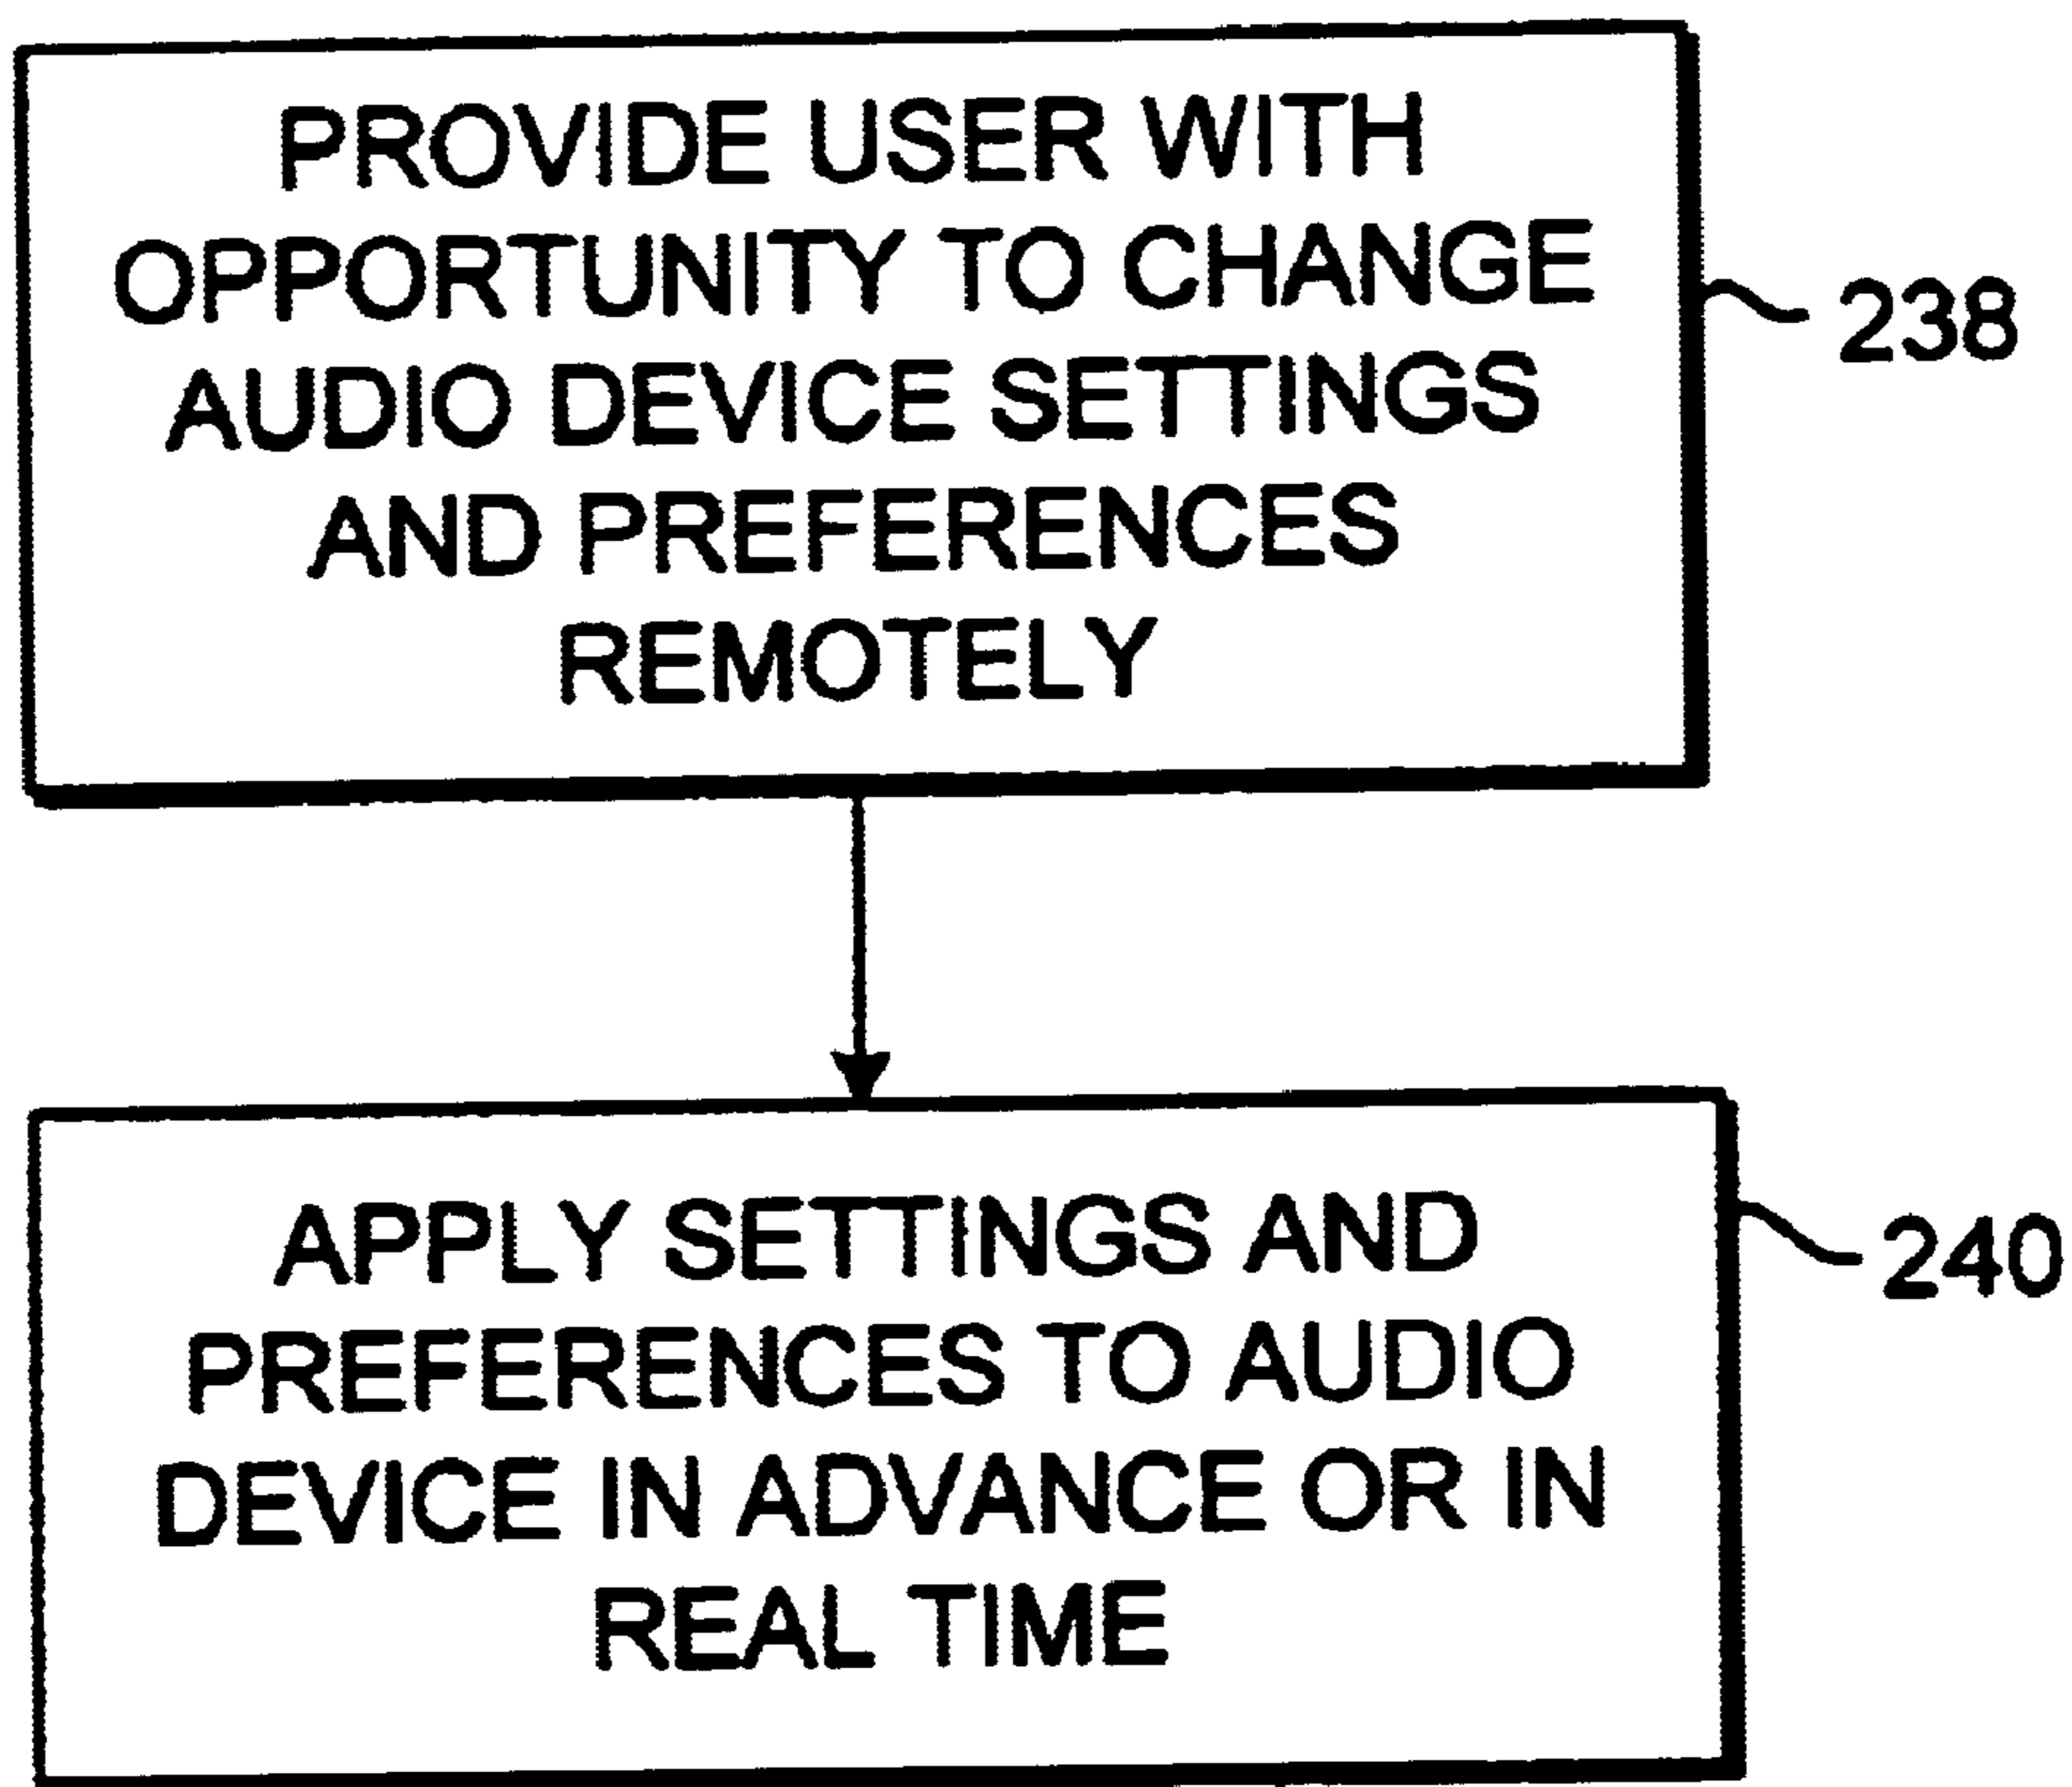 PROVIDE USER WITH
OPPORTUNITY TO CHANGE
AUDIO DEVICE SETTINGS
AND PREFERENCES
REMOTELY
238
APPLY SETTINGS AND
PREFERENCES TO AUDIO
DEVICE IN ADVANCE OR IN
REAL TIME
240